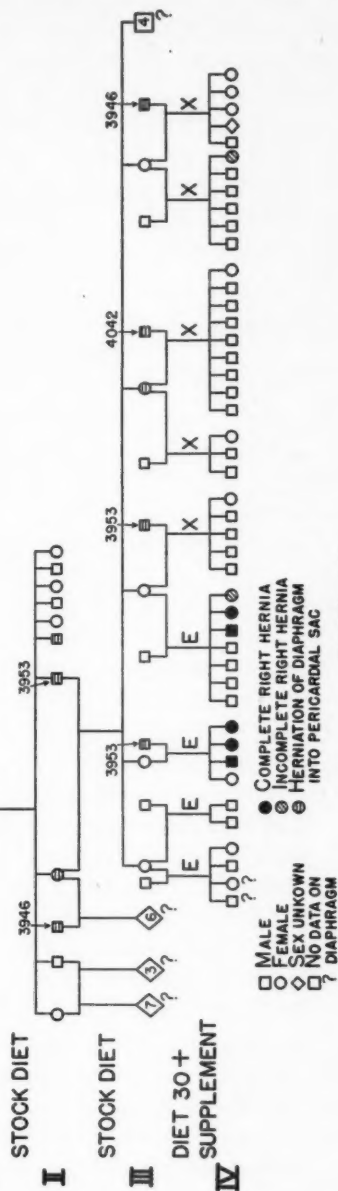 STOCK DIET
II
3946
3953
7
?
3
?
6
?
STOCK DIET
III
3953
3953
4042
3946
4
?
DIET 30+
SUPPLEMENT
IV
E
E
E
X
X
X
X
X
?
?
MALE
FEMALE
SEX UNKOWN
NO DATA ON
? DIAPHRAGM
COMPLETE RIGHT HERNIA
INCOMPLETE RIGHT HERNIA
HERNIATION OF DIAPHRAGM
INTO PERICARDIAL SAC